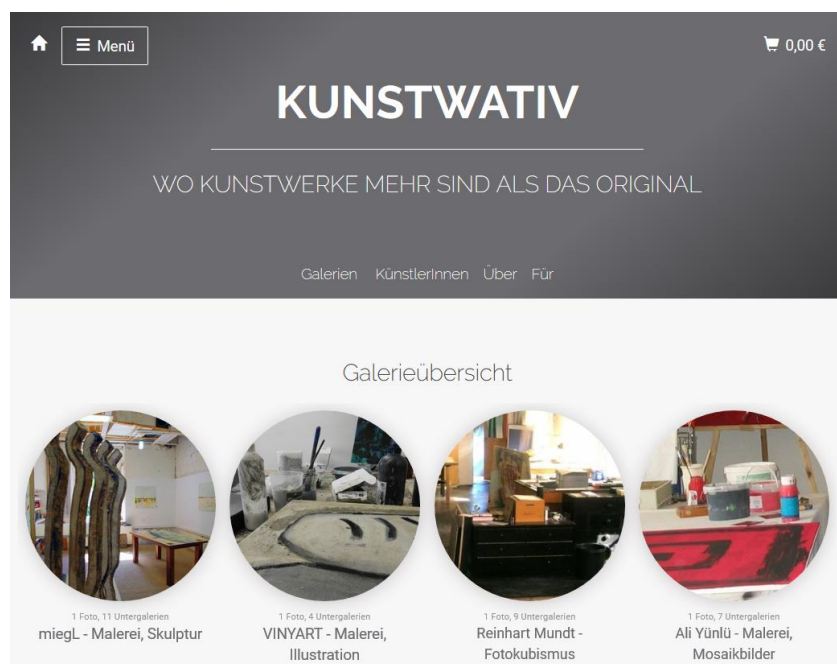 Menü
0,00 €
KUNSTWATIV
WO KUNSTWERKE MEHR SIND ALS DAS ORIGINAL
Galerien KünstlerInnen Über Für
Galerieübersicht
1 Foto, 11 Untergalerien
miegL - Malerei, Skulptur
1 Foto, 4 Untergalerien
VINYART - Malerei,
Illustration
1 Foto, 9 Untergalerien
Reinhart Mundt -
Fotokubismus
1 Foto, 7 Untergalerien
Ali Yünlü - Malerei,
Mosaikbilder